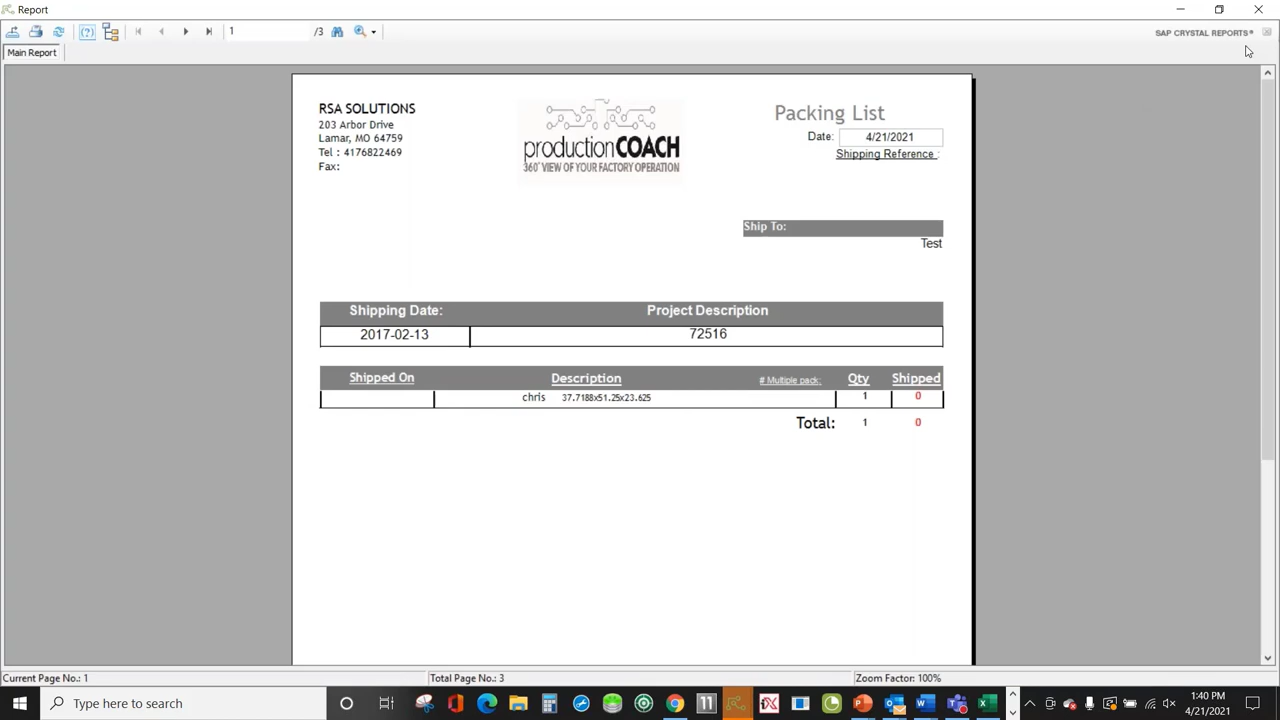 Report
1
/3
SAP CRYSTAL REPORTS®
Main Report
RSA SOLUTIONS
203 Arbor Drive
Lamar, MO 64759
Tel : 4176822469
Fax:
productionCOACH
360° VIEW OF YOUR FACTORY OPERATION
Packing List
Date: 4/21/2021
Shipping Reference :
Ship To:
Test
Shipping Date: Project Description
2017-02-13 72516
Shipped On Description # Multiple pack: Qty Shipped
chris 37.7188x51.25x23.625 1 0
Total: 1 0
Current Page No.: 1 Total Page No.: 3 Zoom Factor: 100%
Type here to search
11
1:40 PM
4/21/2021